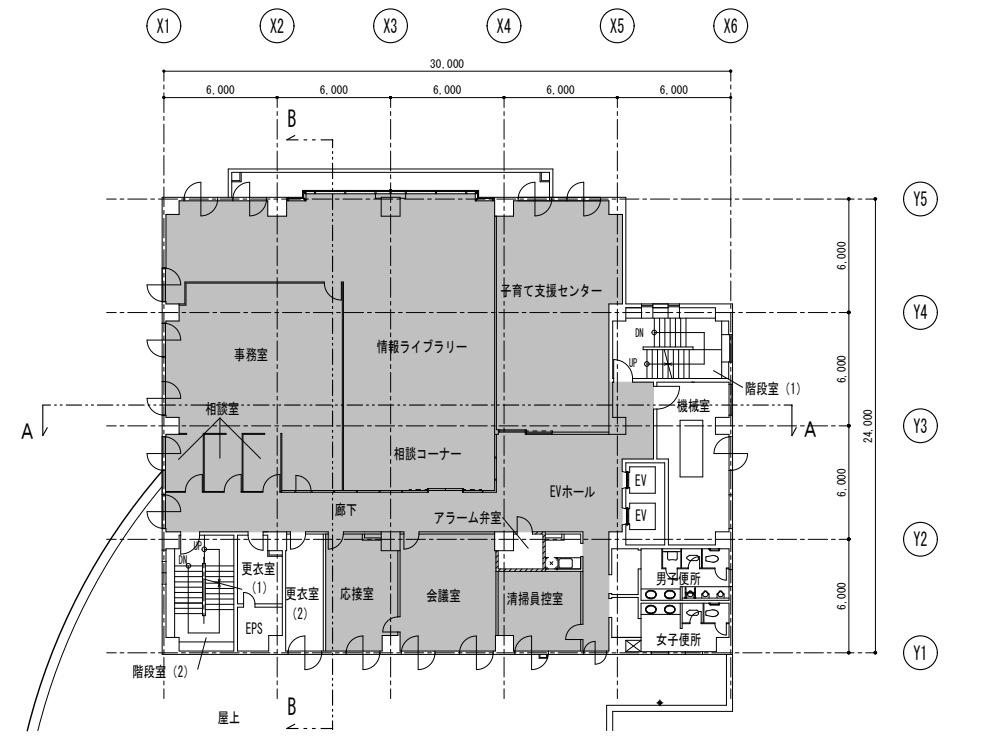 X1 X2 X3 X4 X5 X6
30,000
6,000 6,000 6,000 6,000 6,000
B
Y5
6,000
子育て支援センター
Y4
DN
事務室
情報ライブラリー
UP
6,000
階段室(1)
相談室
機械室
A
A
Y3
24,000
相談コーナー
EV
EVホール
6,000
廊下
アラーム弁室
EV
Y2
UP
DN
更衣室
(1)
男子便所
更衣室
(2)
応接室
会議室
清掃員控室
6,000
EPS
女子便所
Y1
階段室(2)
B
屋上